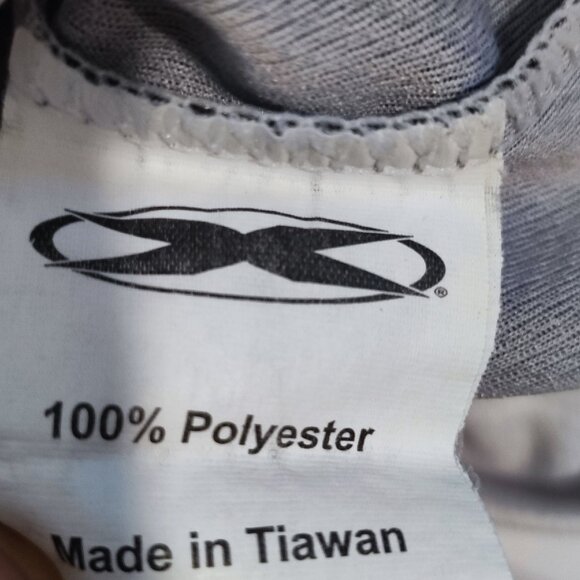 X
®
100% Polyester
Made in Tiawan